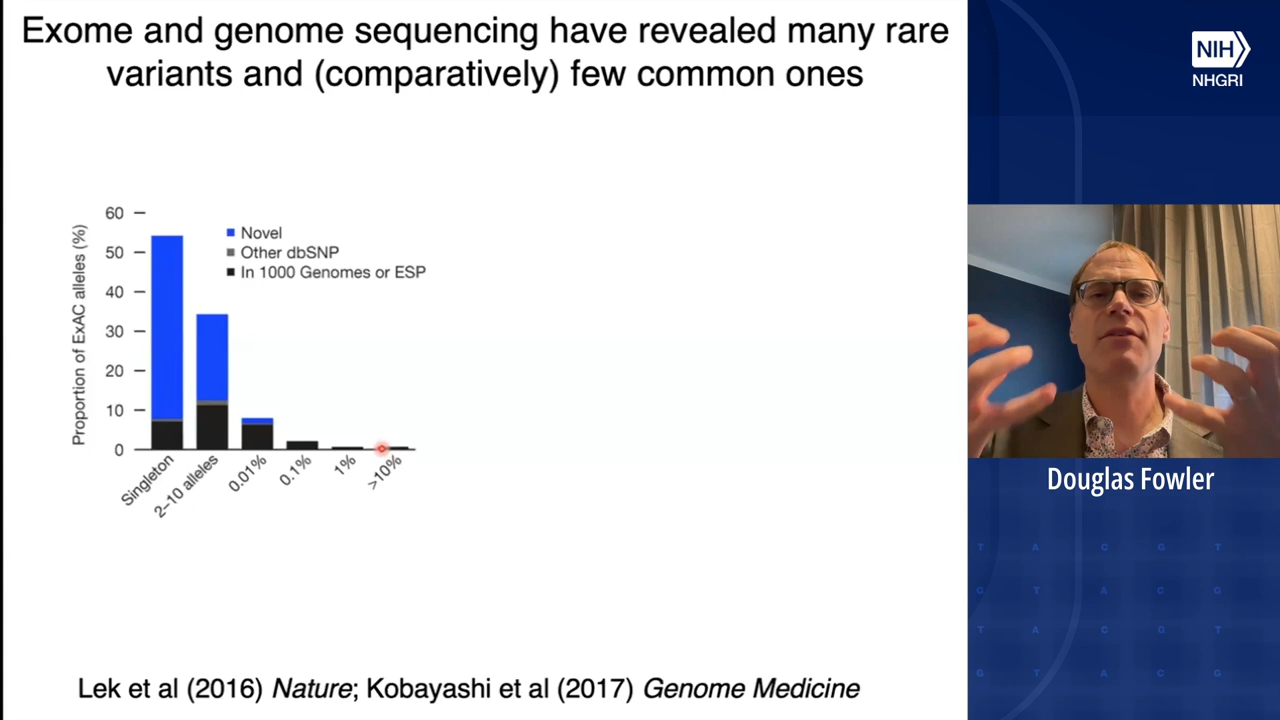 Exome and genome sequencing have revealed many rare
variants and (comparatively) few common ones
NIH
NHGRI
Proportion of ExAC alleles (%)
60
50
40
30
20
10
0
Novel
Other dbSNP
In 1000 Genomes or ESP
Singleton
2–10 alleles
0.01%
0.1%
1%
>10%
Douglas Fowler
T A C G T
G T A C G
T A C G T
G T A C G
Lek et al (2016) Nature; Kobayashi et al (2017) Genome Medicine